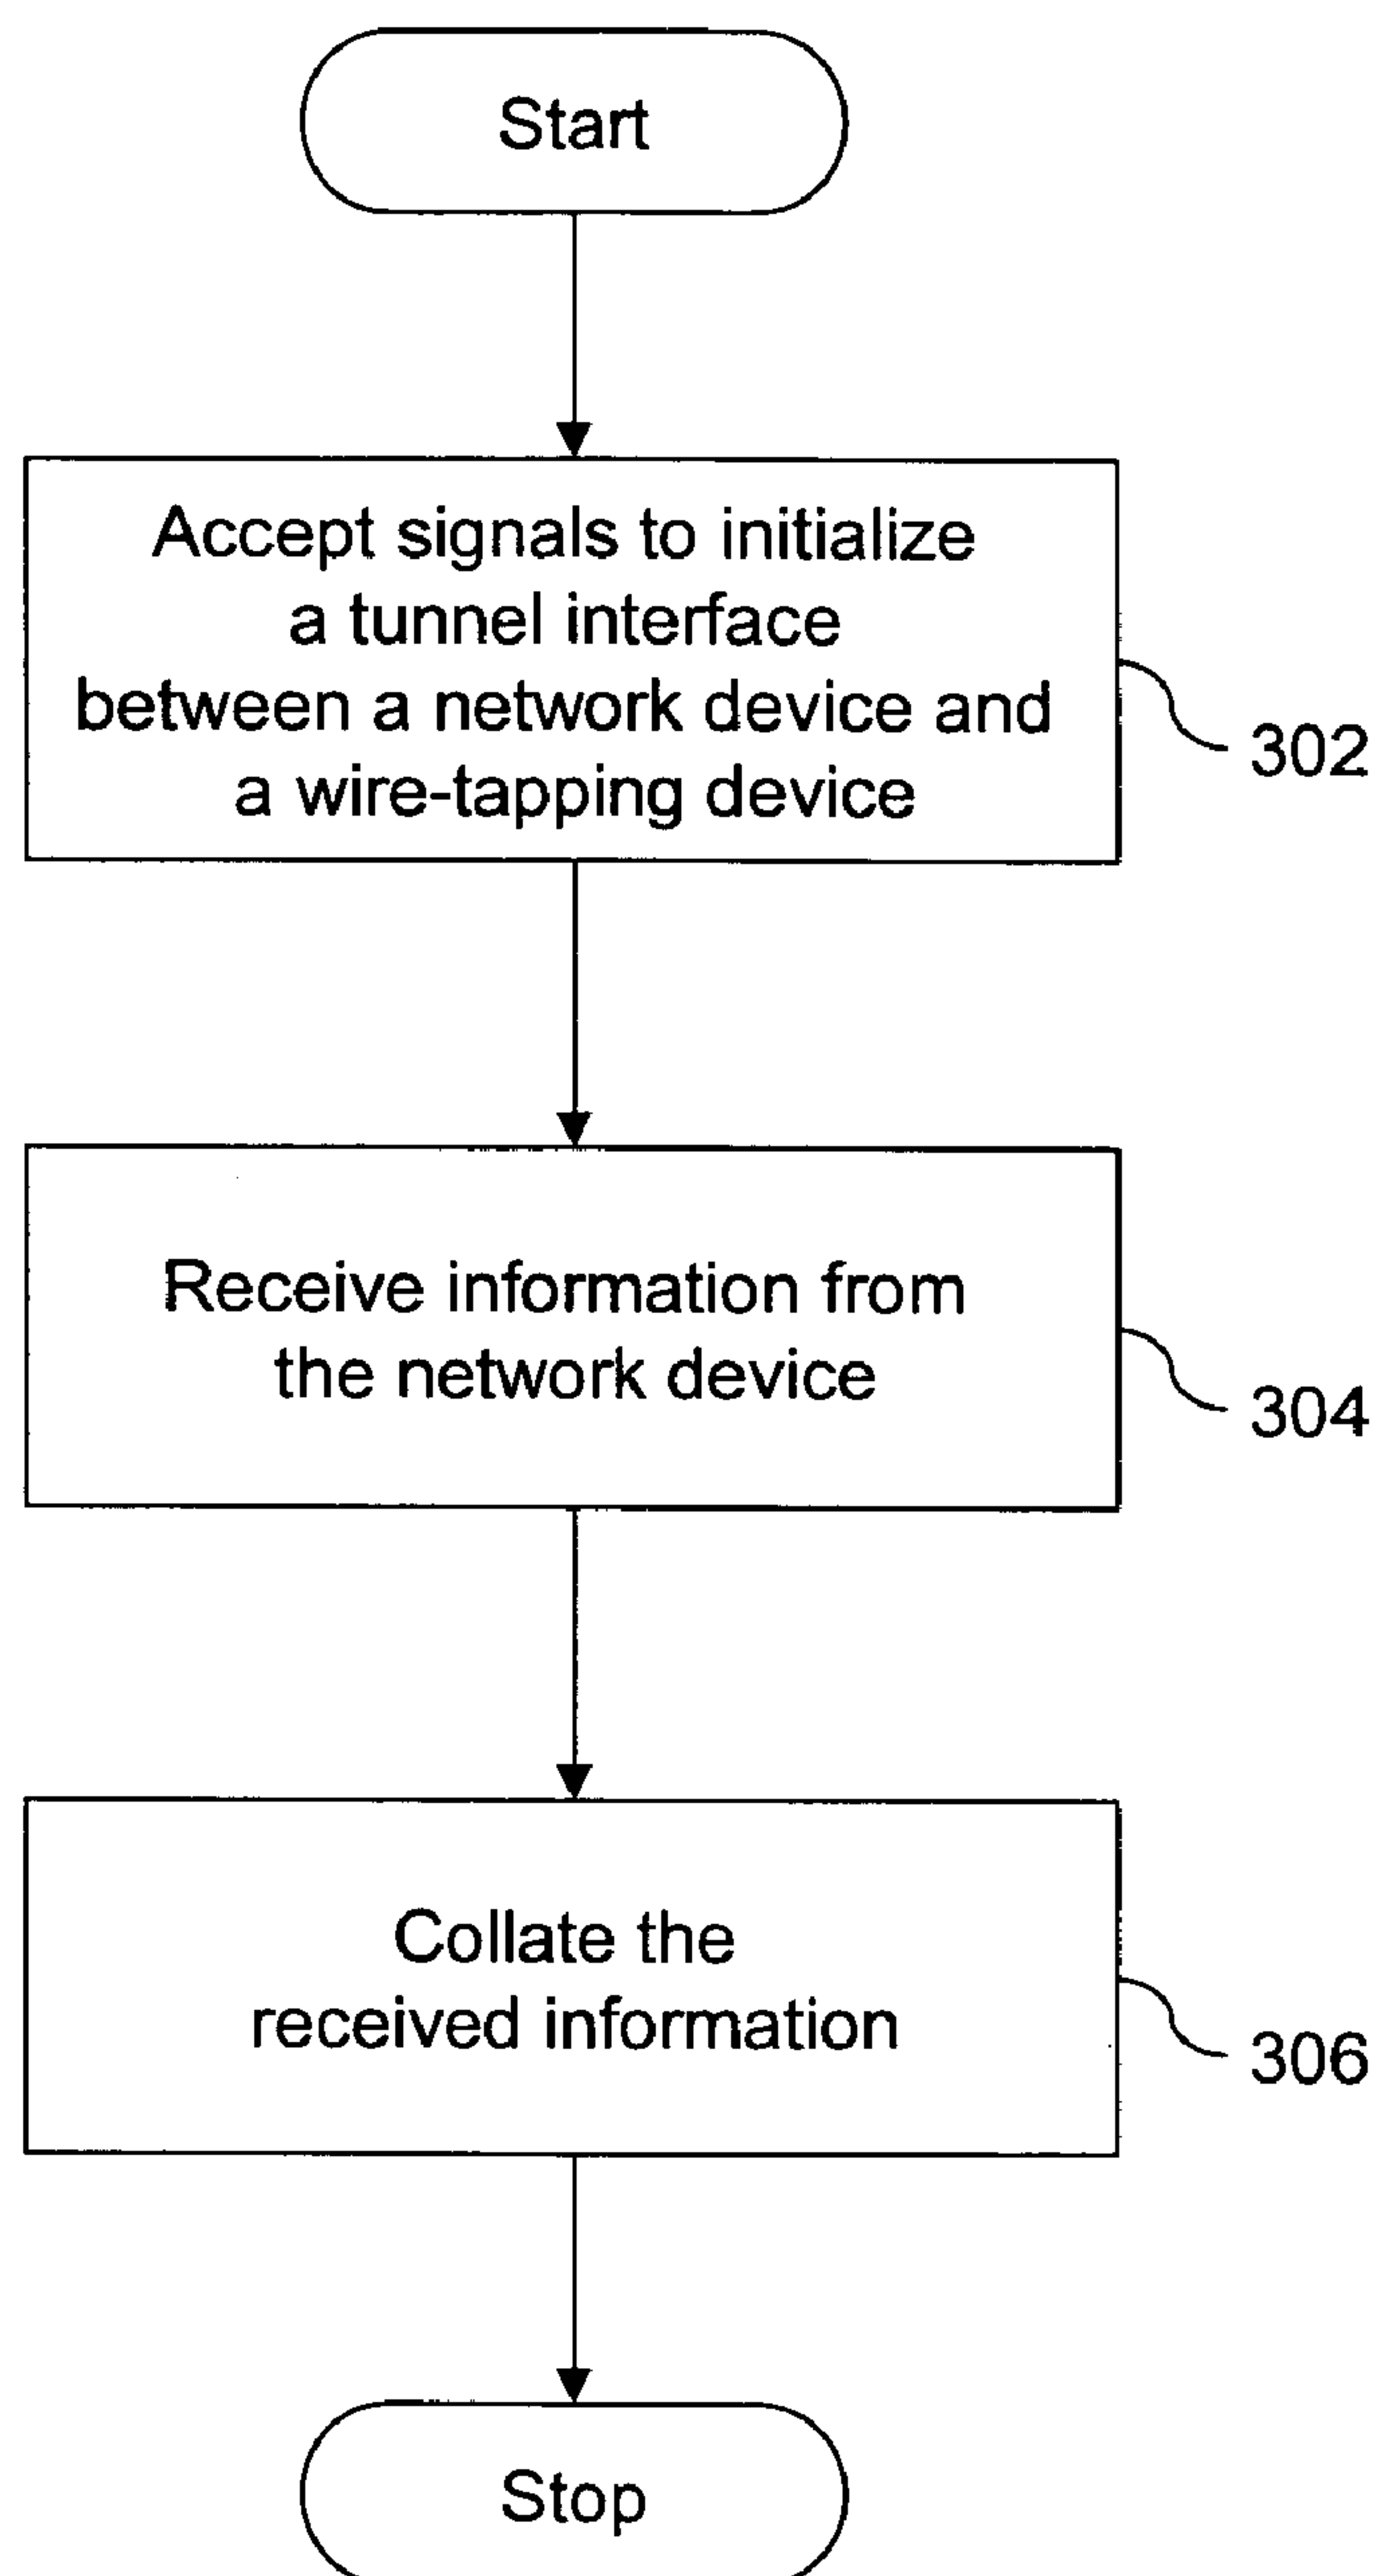 Start
Accept signals to initialize
a tunnel interface
between a network device and
a wire-tapping device
302
Receive information from
the network device
304
Collate the
received information
306
Stop